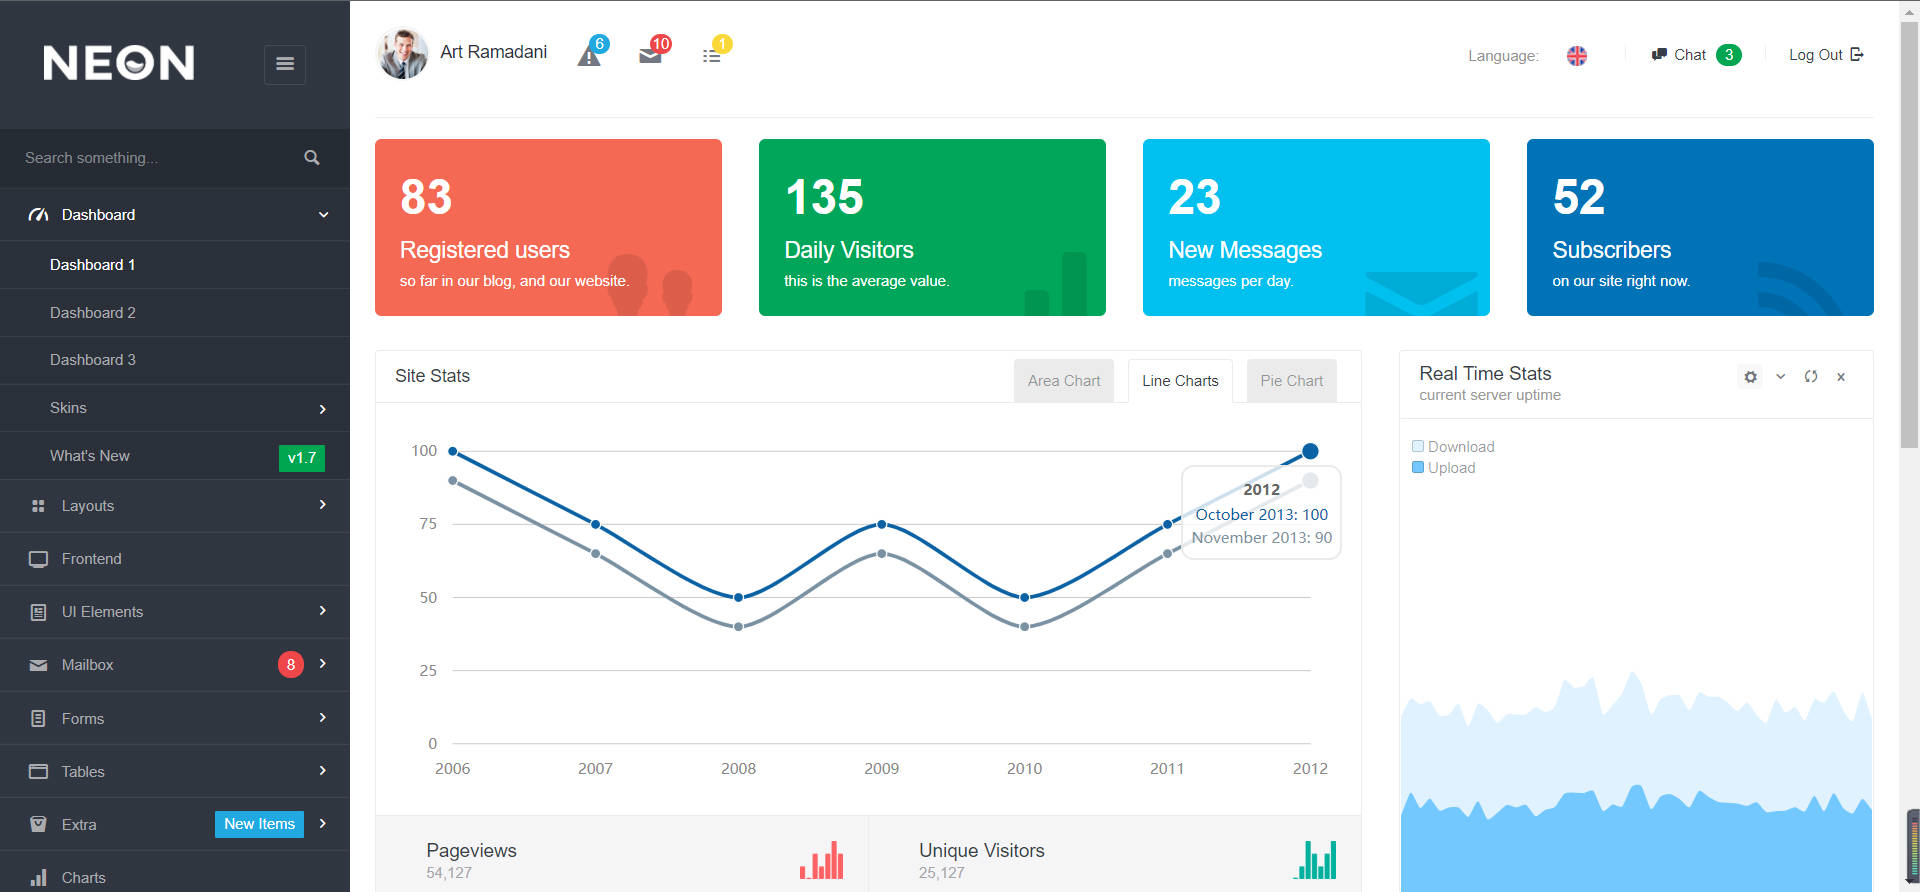 NEON
Search something...
Dashboard
Dashboard 1
Dashboard 2
Dashboard 3
Skins
What's New
v1.7
Layouts
Frontend
UI Elements
Mailbox
8
Forms
Tables
Extra
New Items
Charts
Art Ramadani
6
10
1
Language:
Chat
3
Log Out
83
Registered users
so far in our blog, and our website.
135
Daily Visitors
this is the average value.
23
New Messages
messages per day.
52
Subscribers
on our site right now.
Site Stats
Area Chart
Line Charts
Pie Chart
100
75
50
25
0
2006
2007
2008
2009
2010
2011
2012
2012
October 2013: 100
November 2013: 90
Pageviews
54,127
Unique Visitors
25,127
Real Time Stats
current server uptime
Download
Upload